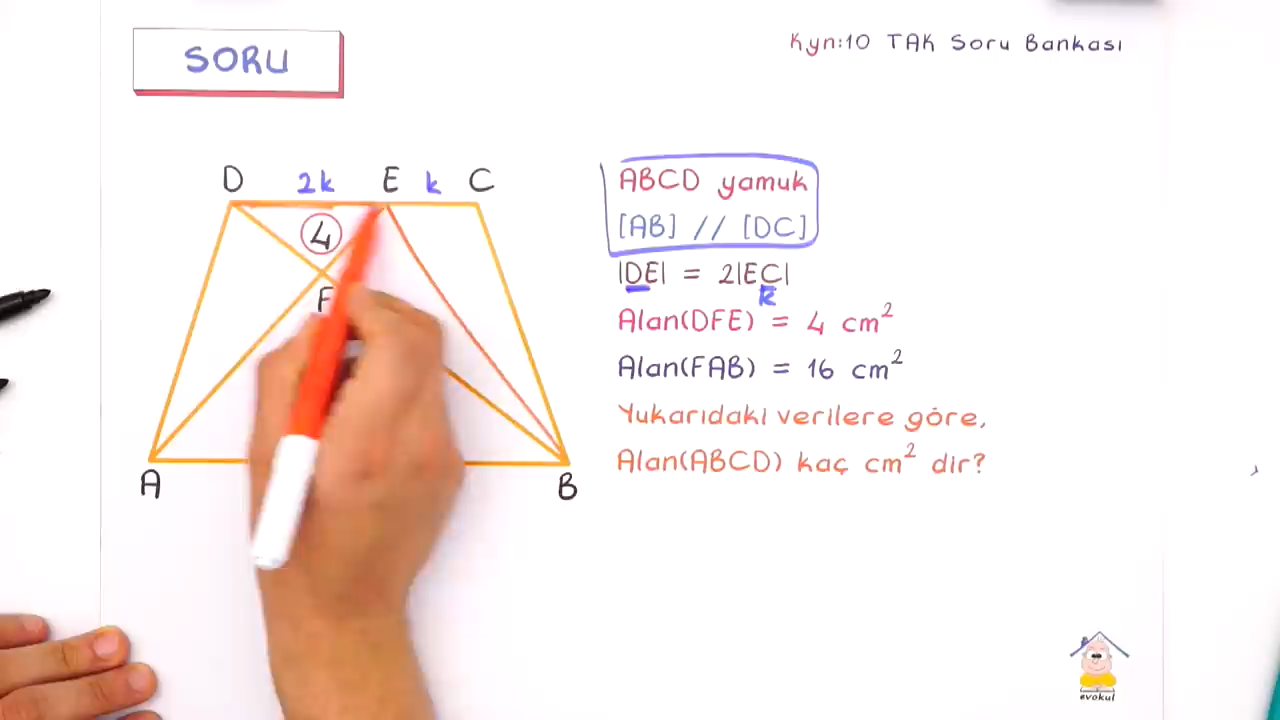 SORU
Kyn:10 TAK Soru Bankası
D 2k E k C
4
F
A
B
ABCD yamuk
[AB] // [DC]
|DE| = 2|EC|
k
Alan(DFE) = 4 cm²
Alan(FAB) = 16 cm²
Yukarıdaki verilere göre,
Alan(ABCD) kaç cm² dir?
evokul